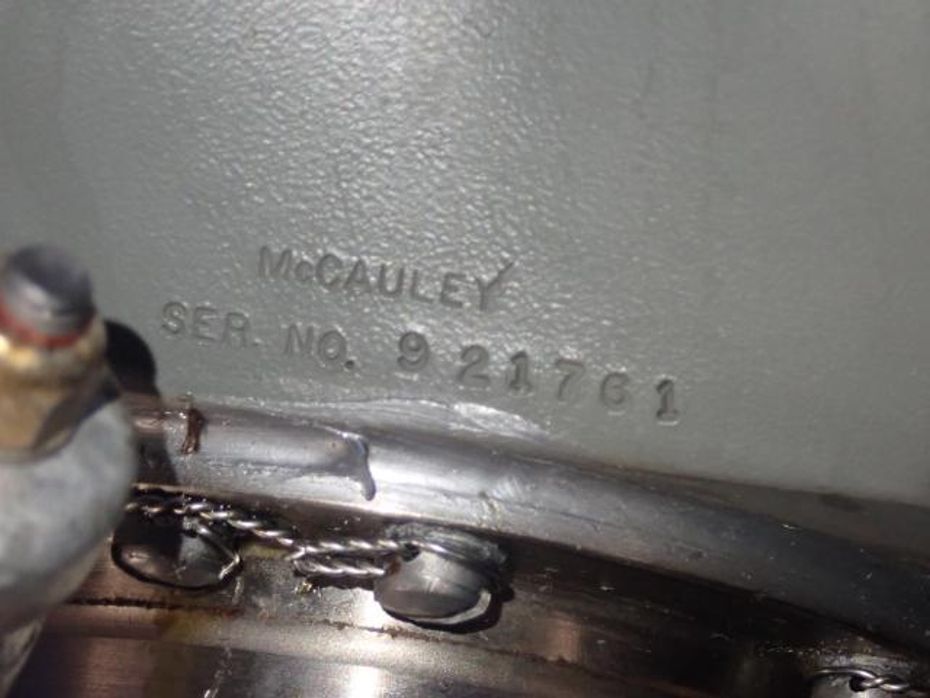 McCAULEY
SER. NO. 921761